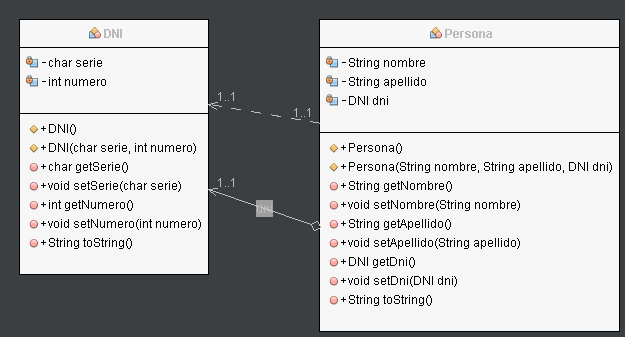 DNI
- char serie
- int numero
+ DNI()
+ DNI(char serie, int numero)
+ char getSerie()
+ void setSerie(char serie)
+ int getNumero()
+ void setNumero(int numero)
+ String toString()
1..1
1..1
1..1
Persona
- String nombre
- String apellido
- DNI dni
+ Persona()
+ Persona(String nombre, String apellido, DNI dni)
+ String getNombre()
+ void setNombre(String nombre)
+ String getApellido()
+ void setApellido(String apellido)
+ DNI getDni()
+ void setDni(DNI dni)
+ String toString()